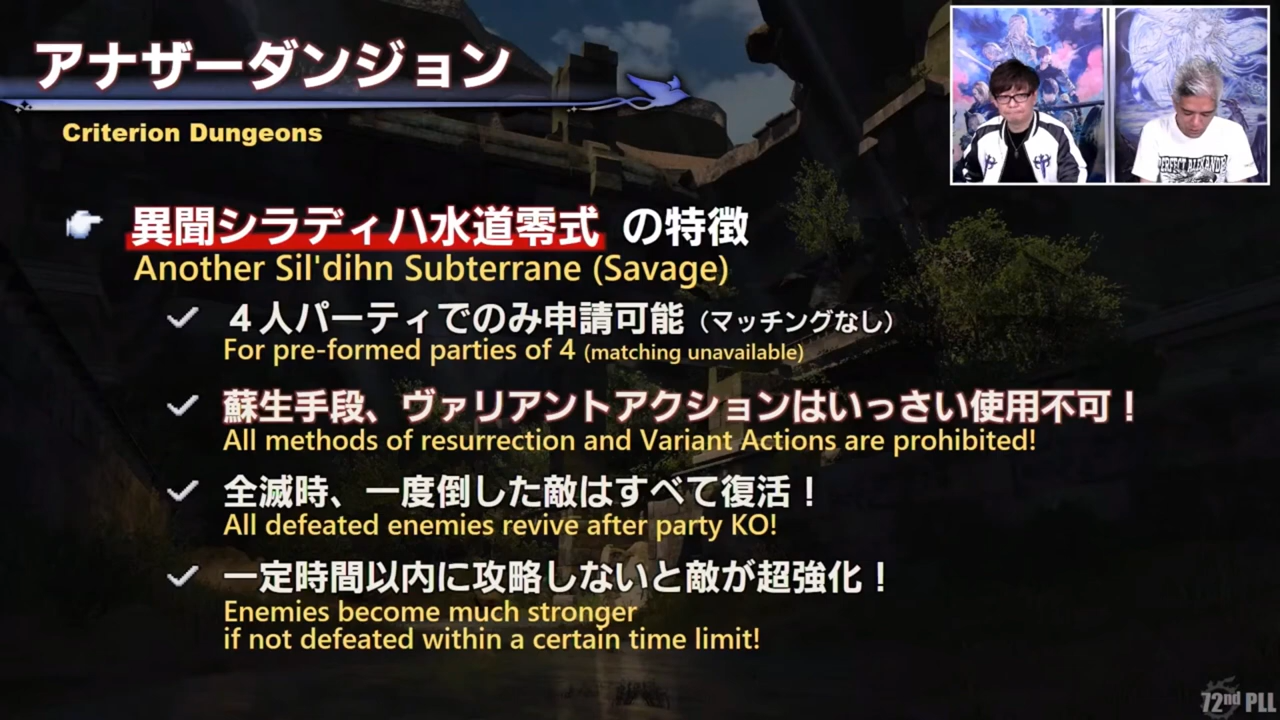 アナザーダンジョン
Criterion Dungeons
異聞シラディハ水道零式 の特徴
Another Sil'dihn Subterrane (Savage)
４人パーティでのみ申請可能（マッチングなし）
For pre-formed parties of 4 (matching unavailable)
蘇生手段、ヴァリアントアクションはいっさい使用不可！
All methods of resurrection and Variant Actions are prohibited!
全滅時、一度倒した敵はすべて復活！
All defeated enemies revive after party KO!
一定時間以内に攻略しないと敵が超強化！
Enemies become much stronger
if not defeated within a certain time limit!
72nd PLL